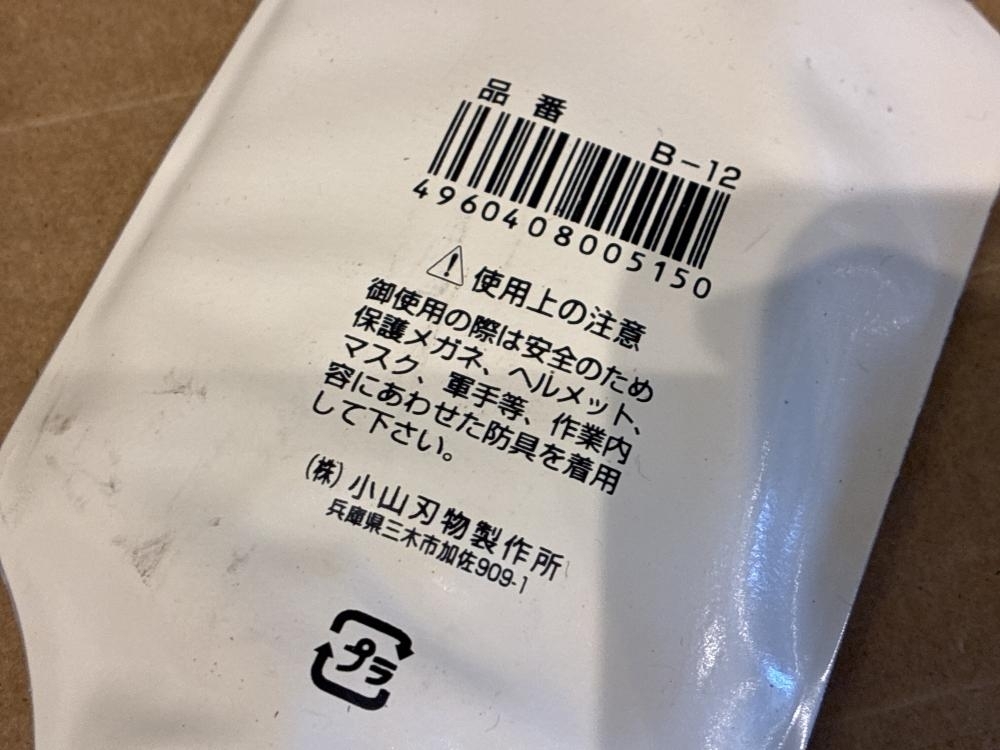 品番
B-12
4960408005150
⚠使用上の注意
御使用の際は安全のため
保護メガネ、ヘルメット、
マスク、軍手等、作業内
容にあわせた防具を着用
して下さい。
(株)小山刃物製作所
兵庫県三木市加佐909-1
プラ